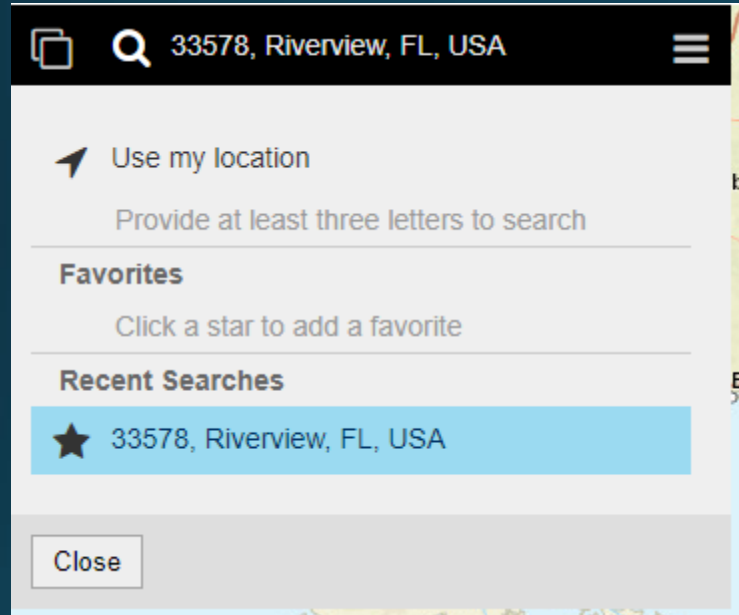 33578, Riverview, FL, USA
Use my location
Provide at least three letters to search
Favorites
Click a star to add a favorite
Recent Searches
33578, Riverview, FL, USA
Close